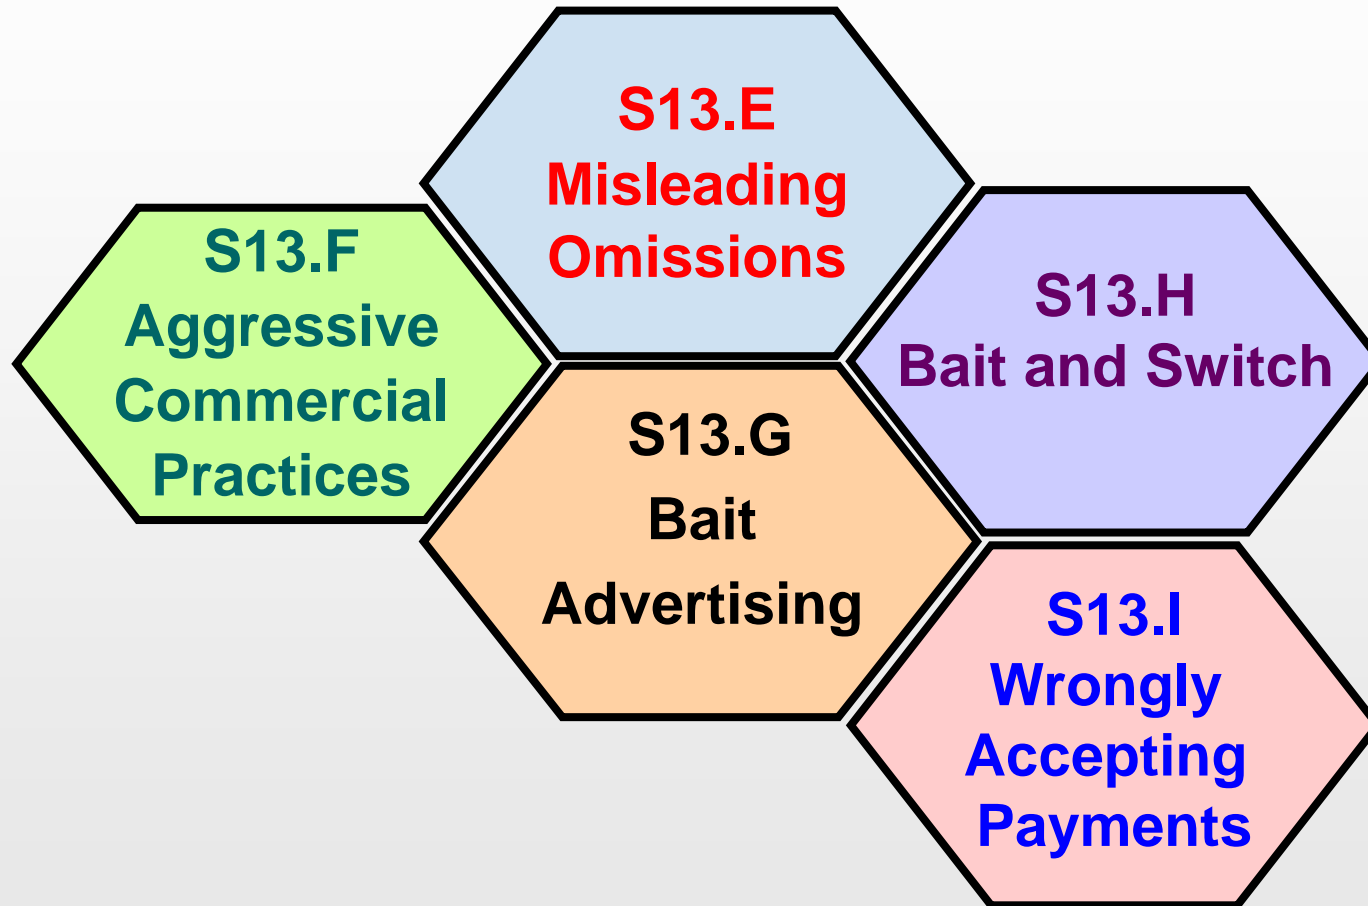 S13.E
Misleading
Omissions
S13.F
Aggressive
Commercial
Practices
S13.G
Bait
Advertising
S13.H
Bait and Switch
S13.I
Wrongly
Accepting
Payments